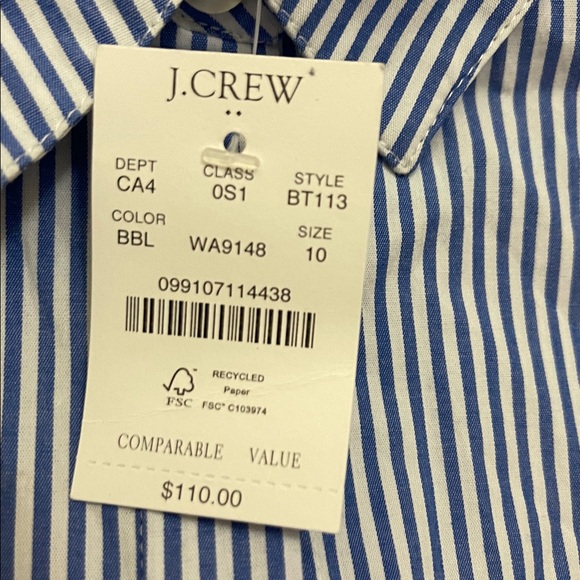 J.CREW
DEPT CLASS STYLE
CA4 0S1 BT113
COLOR SIZE
BBL WA9148 10
099107114438
RECYCLED
Paper
FSC FSC® C103974
COMPARABLE VALUE
$110.00